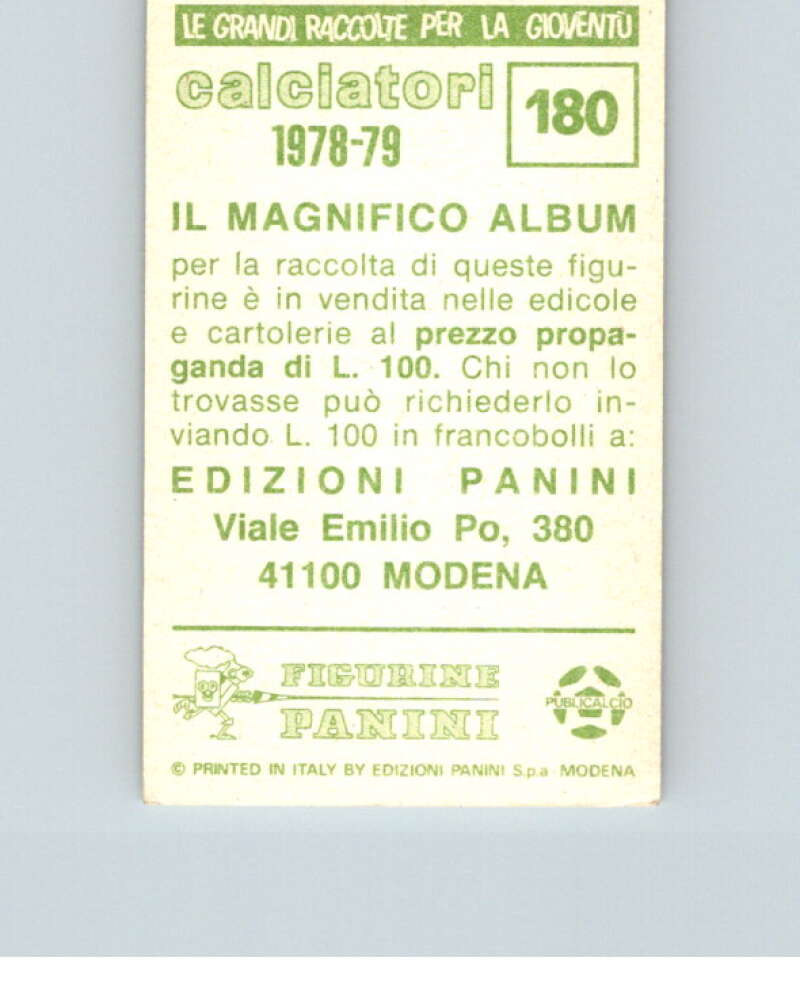 LE GRANDI RACCOLTE PER LA GIOVENTÙ
calciatori
1978-79
180
IL MAGNIFICO ALBUM
per la raccolta di queste figu-
rine è in vendita nelle edicole
e cartolerie al prezzo propa-
ganda di L. 100. Chi non lo
trovasse può richiederlo in-
viando L. 100 in francobolli a:
EDIZIONI PANINI
Viale Emilio Po, 380
41100 MODENA
FIGURINE
PANINI
PUBLICALCIO
© PRINTED IN ITALY BY EDIZIONI PANINI S.p.a - MODENA